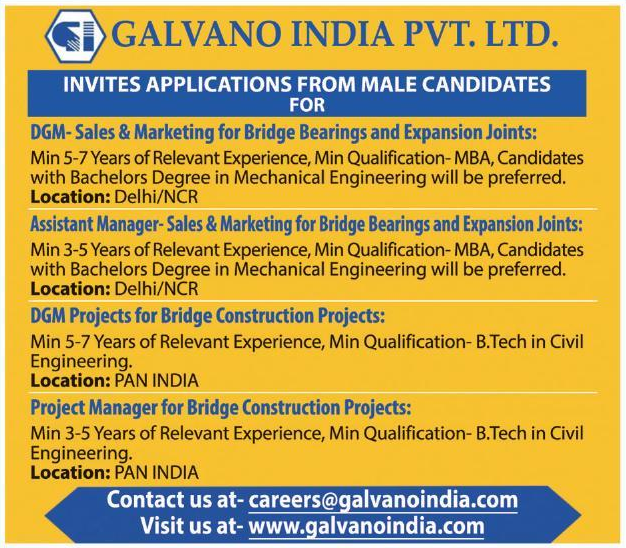 GALVANO INDIA PVT. LTD.
INVITES APPLICATIONS FROM MALE CANDIDATES
FOR
DGM- Sales & Marketing for Bridge Bearings and Expansion Joints:
Min 5-7 Years of Relevant Experience, Min Qualification- MBA, Candidates
with Bachelors Degree in Mechanical Engineering will be preferred.
Location: Delhi/NCR
Assistant Manager- Sales & Marketing for Bridge Bearings and Expansion Joints:
Min 3-5 Years of Relevant Experience, Min Qualification- MBA, Candidates
with Bachelors Degree in Mechanical Engineering will be preferred.
Location: Delhi/NCR
DGM Projects for Bridge Construction Projects:
Min 5-7 Years of Relevant Experience, Min Qualification- B.Tech in Civil
Engineering.
Location: PAN INDIA
Project Manager for Bridge Construction Projects:
Min 3-5 Years of Relevant Experience, Min Qualification- B.Tech in Civil
Engineering.
Location: PAN INDIA
Contact us at- careers@galvanoindia.com
Visit us at- www.galvanoindia.com